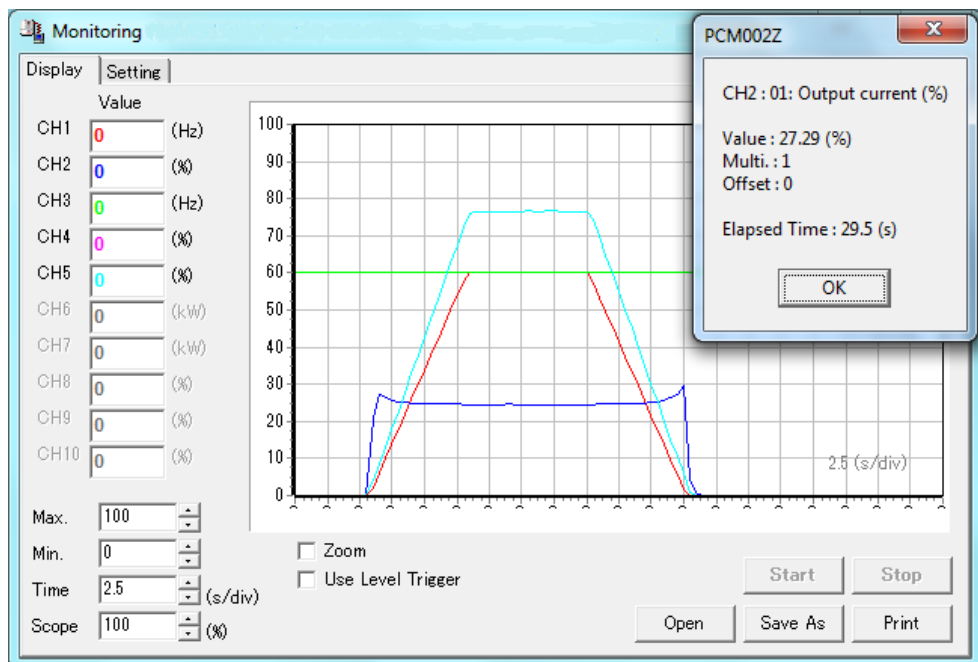 Monitoring
Display Setting
Value
CH1 0 (Hz)
CH2 0 (%)
CH3 0 (Hz)
CH4 0 (%)
CH5 0 (%)
CH6 0 (kW)
CH7 0 (kW)
CH8 0 (%)
CH9 0 (%)
CH10 0 (%)
Max. 100
Min. 0
Time 2.5 (s/div)
Scope 100 (%)
100
90
80
70
60
50
40
30
20
10
0
2.5 (s/div)
Zoom
Use Level Trigger
Start Stop
Open Save As Print
PCM002Z
CH2 : 01: Output current (%)
Value : 27.29 (%)
Multi. : 1
Offset : 0
Elapsed Time : 29.5 (s)
OK